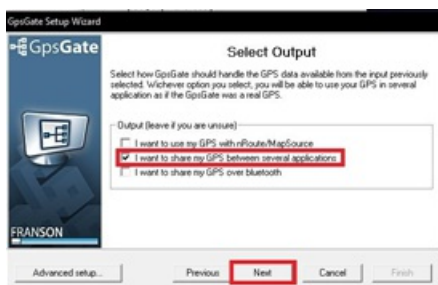 GpsGate Setup Wizard
GpsGate
Select Output
Select how GpsGate should handle the GPS data available from the input previously
selected. Wichever option you select, you will be able to use your GPS in several
application as if the GpsGate was a real GPS.
Output (leave if you are unsure)
I want to use my GPS with nRoute/MapSource
I want to share my GPS between several applications
I want to share my GPS over bluetooth
FRANSON
Advanced setup...
Previous
Next
Cancel
Finish